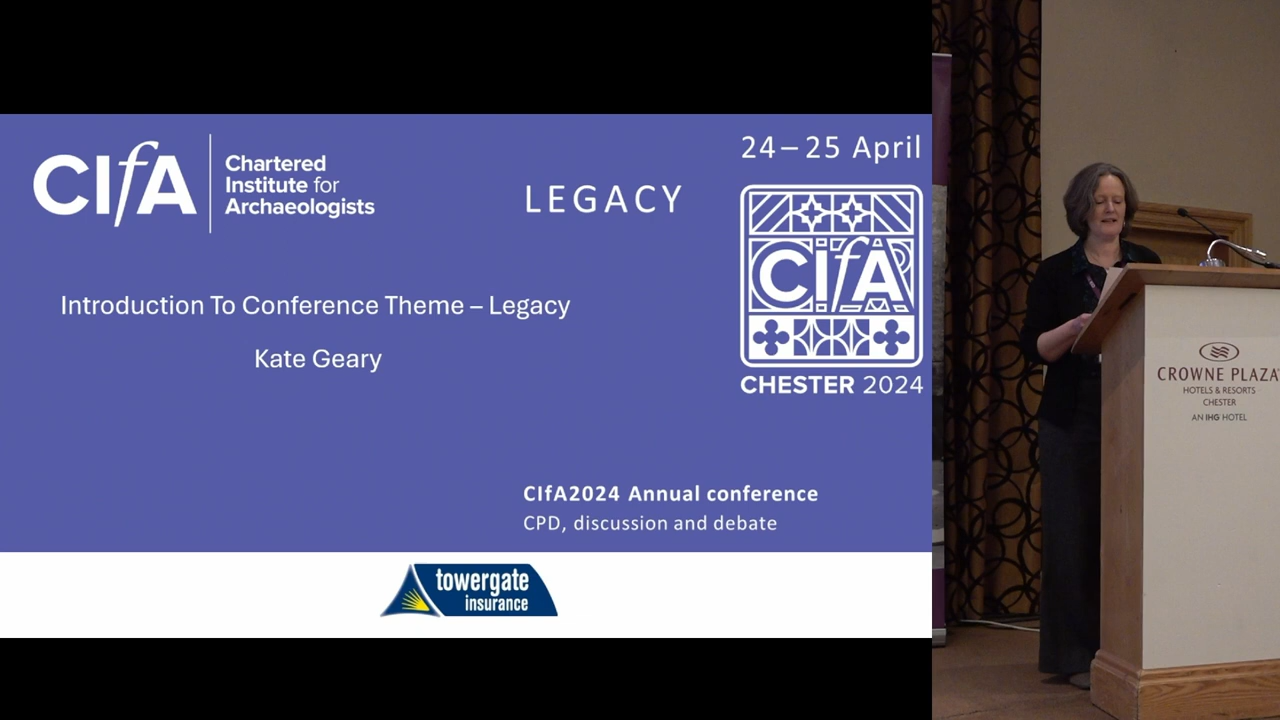 CIfA
Chartered
Institute for
Archaeologists
LEGACY
24–25 April
CIfA
CHESTER 2024
Introduction To Conference Theme – Legacy
Kate Geary
CIfA2024 Annual conference
CPD, discussion and debate
towergate
insurance
CROWNE PLAZA
HOTELS & RESORTS
CHESTER
AN IHG HOTEL